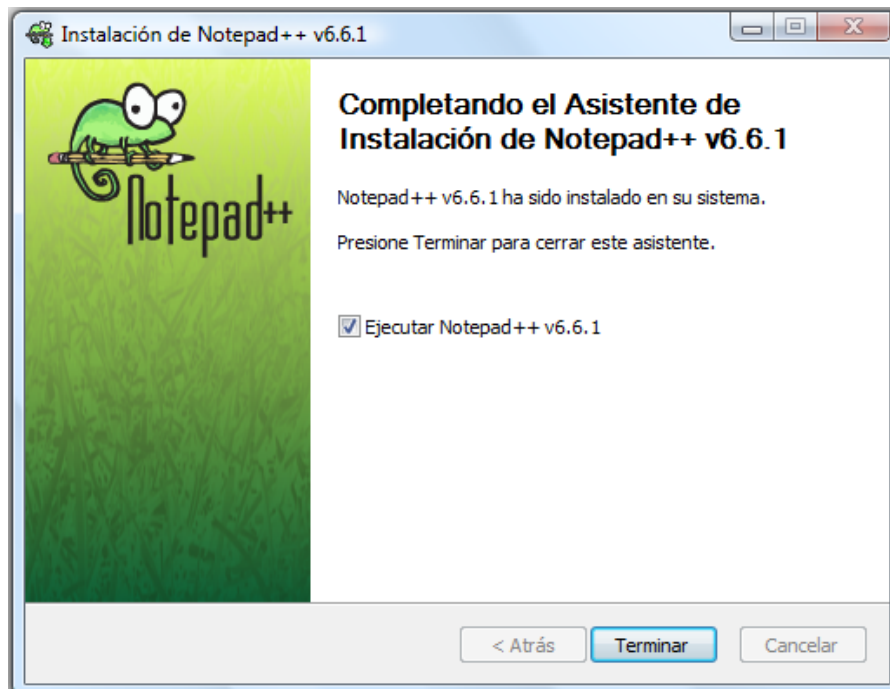 Instalación de Notepad++ v6.6.1
Notepad++
Completando el Asistente de
Instalación de Notepad++ v6.6.1
Notepad++ v6.6.1 ha sido instalado en su sistema.
Presione Terminar para cerrar este asistente.
Ejecutar Notepad++ v6.6.1
< Atrás Terminar Cancelar